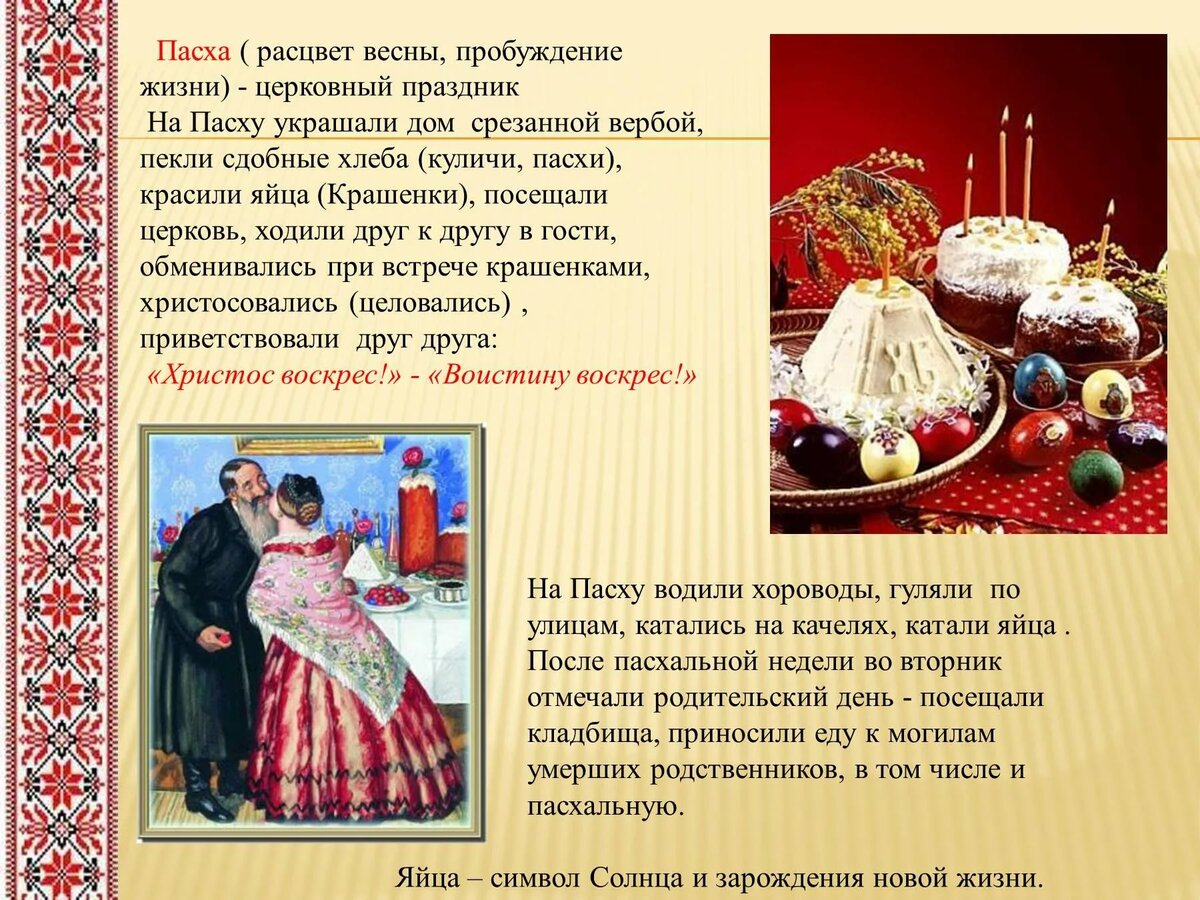 Пасха ( расцвет весны, пробуждение
жизни) - церковный праздник
На Пасху украшали дом срезанной вербой,
пекли сдобные хлеба (куличи, пасхи),
красили яйца (Крашенки), посещали
церковь, ходили друг к другу в гости,
обменивались при встрече крашенками,
христосовались (целовались) ,
приветствовали друг друга:
«Христос воскрес!» - «Воистину воскрес!»
ХС
На Пасху водили хороводы, гуляли по
улицам, катались на качелях, катали яйца .
После пасхальной недели во вторник
отмечали родительский день - посещали
кладбища, приносили еду к могилам
умерших родственников, в том числе и
пасхальную.
Яйца – символ Солнца и зарождения новой жизни.